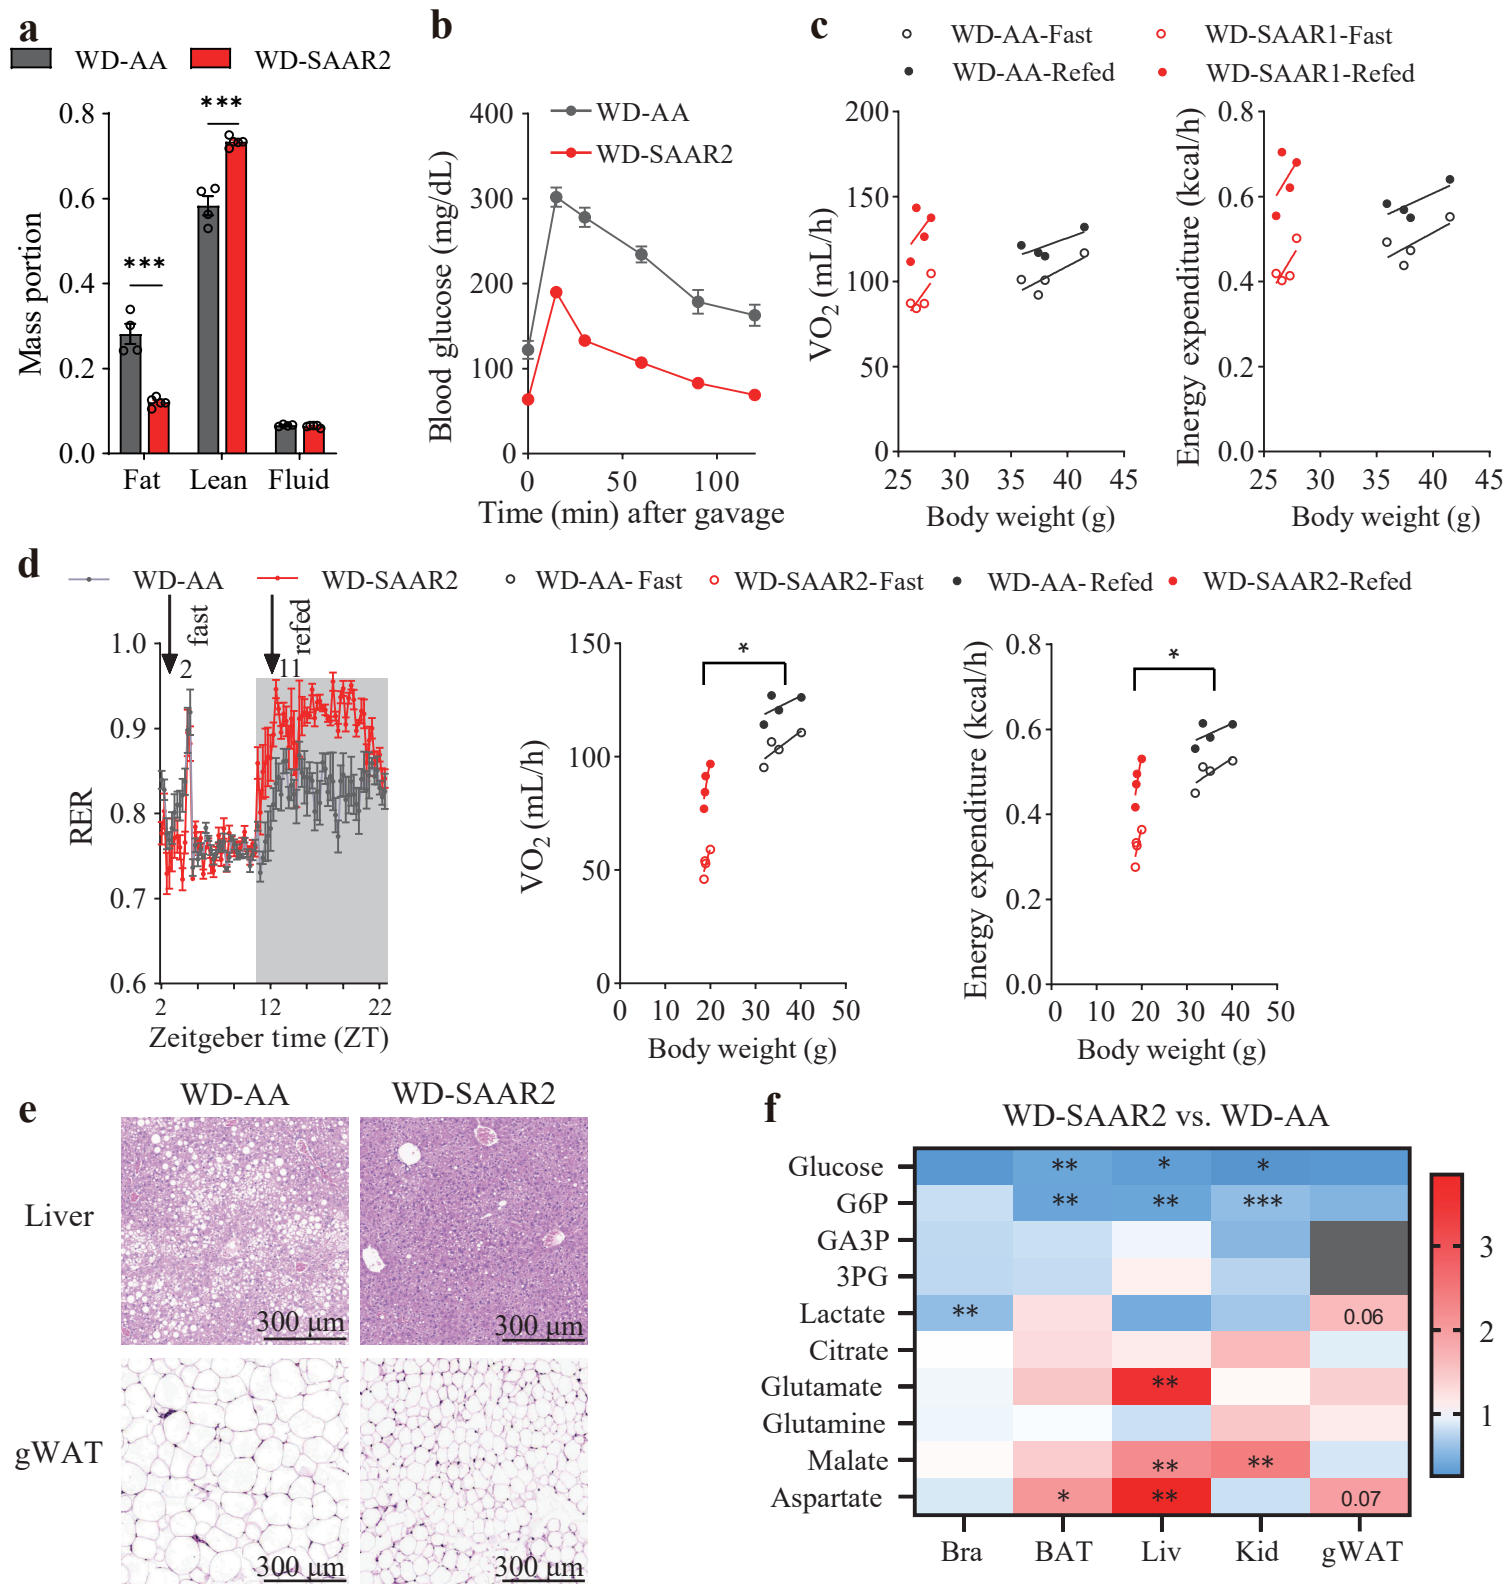 a
WD-AA
WD-SAAR2
Mass portion
0.8
0.6
0.4
0.2
0.0
***
***
Fat
Lean
Fluid
b
WD-AA
WD-SAAR2
Blood glucose (mg/dL)
400
300
200
100
0
0
50
100
Time (min) after gavage
c
WD-AA-Fast
WD-SAAR1-Fast
WD-AA-Refed
WD-SAAR1-Refed
VO2 (mL/h)
200
150
100
50
0
25
30
35
40
45
Body weight (g)
Energy expenditure (kcal/h)
0.8
0.6
0.4
0.2
0.0
25
30
35
40
45
Body weight (g)
d
WD-AA
WD-SAAR2
fast
refed
2
11
RER
1.0
0.9
0.8
0.7
0.6
2
12
22
Zeitgeber time (ZT)
WD-AA- Fast
WD-SAAR2-Fast
WD-AA-Refed
WD-SAAR2-Refed
VO2 (mL/h)
150
100
50
0
*
0
10
20
30
40
50
Body weight (g)
Energy expenditure (kcal/h)
0.8
0.6
0.4
0.2
0.0
*
0
10
20
30
40
50
Body weight (g)
e
WD-AA
WD-SAAR2
Liver
300 μm
300 μm
gWAT
300 μm
300 μm
f
WD-SAAR2 vs. WD-AA
Glucose
** * *
G6P
** ** ***
GA3P
3PG
Lactate
** 0.06
Citrate
Glutamate
**
Glutamine
Malate
** **
Aspartate
* ** 0.07
Bra
BAT
Liv
Kid
gWAT
3
2
1